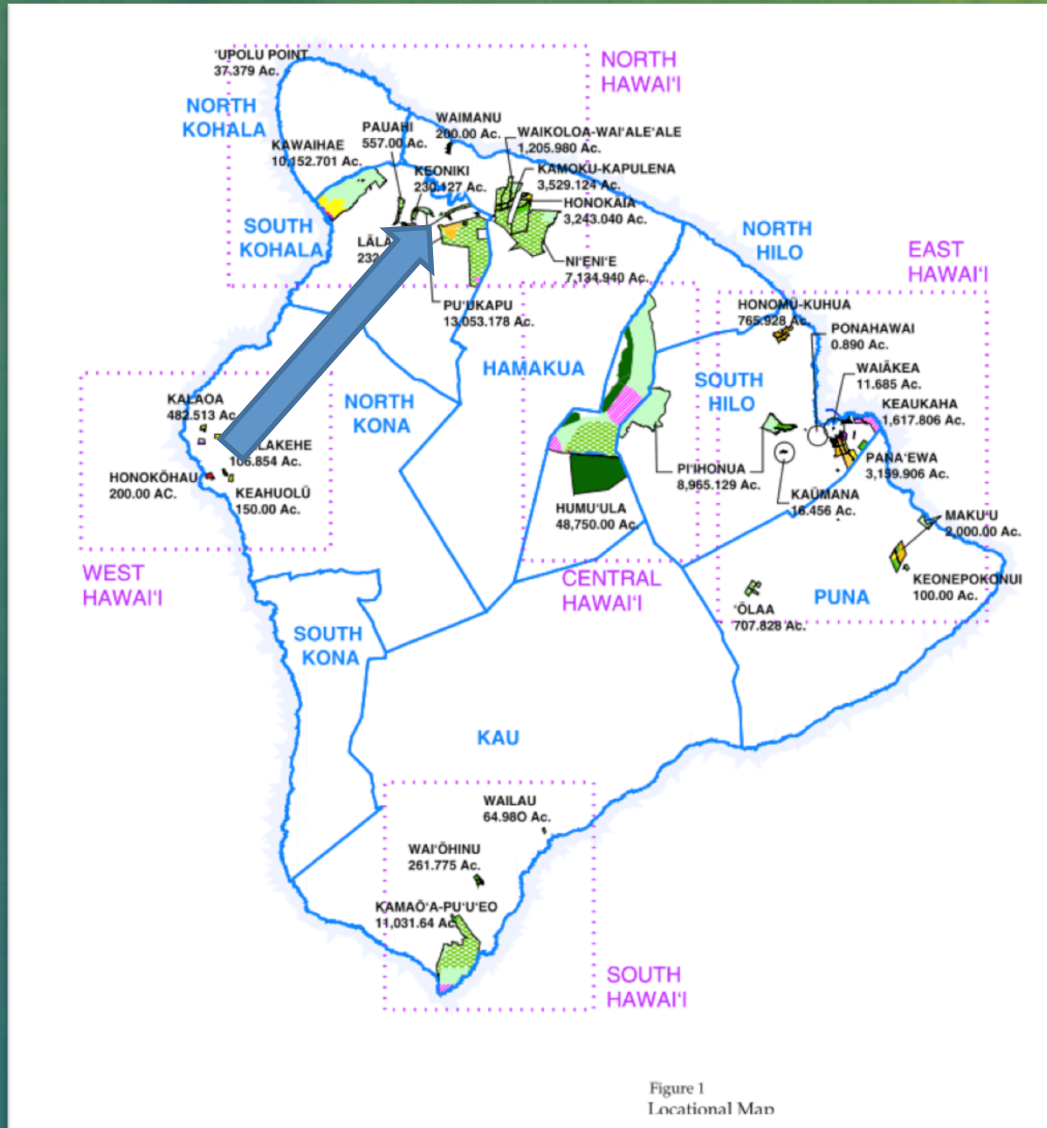 'UPOLU POINT
37.379 Ac.
NORTH
HAWAI'I
NORTH
KOHALA
PAUAHI
557.00 Ac.
WAIMANU
200.00 Ac.
WAIKOLOA-WAI'ALE'ALE
1,205.980 Ac.
KAWAIHAE
10,152.701 Ac.
KEONIKI
230.127 Ac.
KAMOKU-KAPULENA
3,529.124 Ac.
HONOKAIA
3,243.040 Ac.
SOUTH
KOHALA
NI'ENI'E
7,134.940 Ac.
PU'UKAPU
13,053.178 Ac.
NORTH
HILO
EAST
HAWAI'I
HONOMŪ-KUHUA
765.928 Ac.
PONAHAWAI
0.890 Ac.
HAMAKUA
SOUTH
HILO
WAIĀKEA
11.685 Ac.
KEAUKAHA
1,617.806 Ac.
KALAOA
482.513 Ac
NORTH
KONA
106.854 Ac.
HONOKŌHAU
200.00 AC.
KEAHUOLŪ
150.00 Ac.
PANA'EWA
3,159.906 Ac.
PI'IHONUA
8,965.129 Ac.
KAŪMANA
16.456 Ac.
HUMU'ULA
48,750.00 Ac.
MAKU'U
2,000.00 Ac.
WEST
HAWAI'I
CENTRAL
HAWAI'I
KEONEPOKONUI
100.00 Ac.
'ŌLAA
707.828 Ac.
PUNA
SOUTH
KONA
KAU
WAILAU
64.98O Ac.
WAI'ŌHINU
261.775 Ac.
KAMAŌ'A-PU'U'EO
11,031.64 Ac.
SOUTH
HAWAI'I
Figure 1
Locational Map